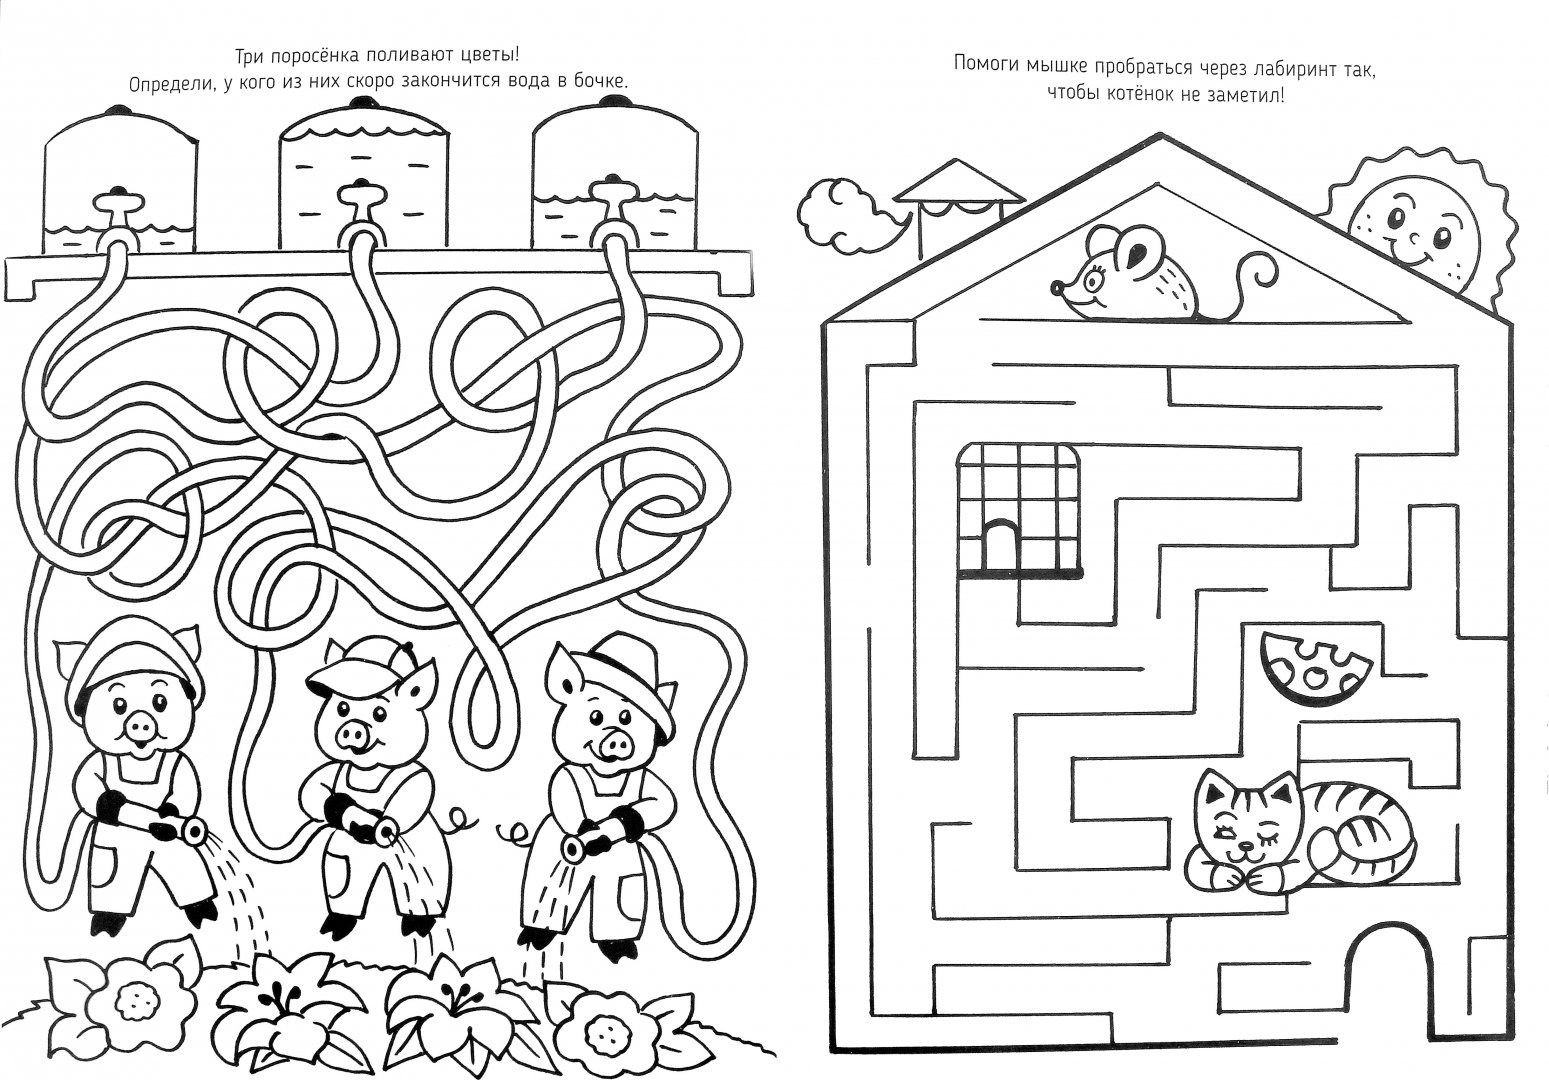 Три поросёнка поливают цветы!
Определи, у кого из них скоро закончится вода в бочке.
Помоги мышке пробраться через лабиринт так,
чтобы котёнок не заметил!